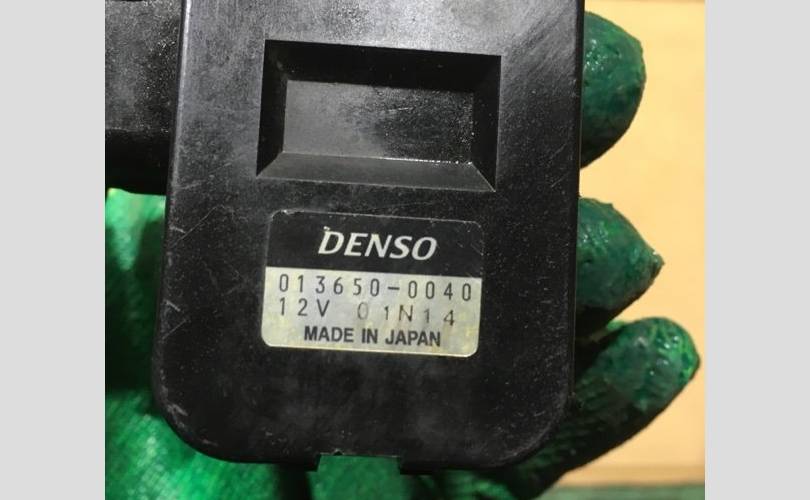 DENSO
013650-0040
12V 01N14
MADE IN JAPAN